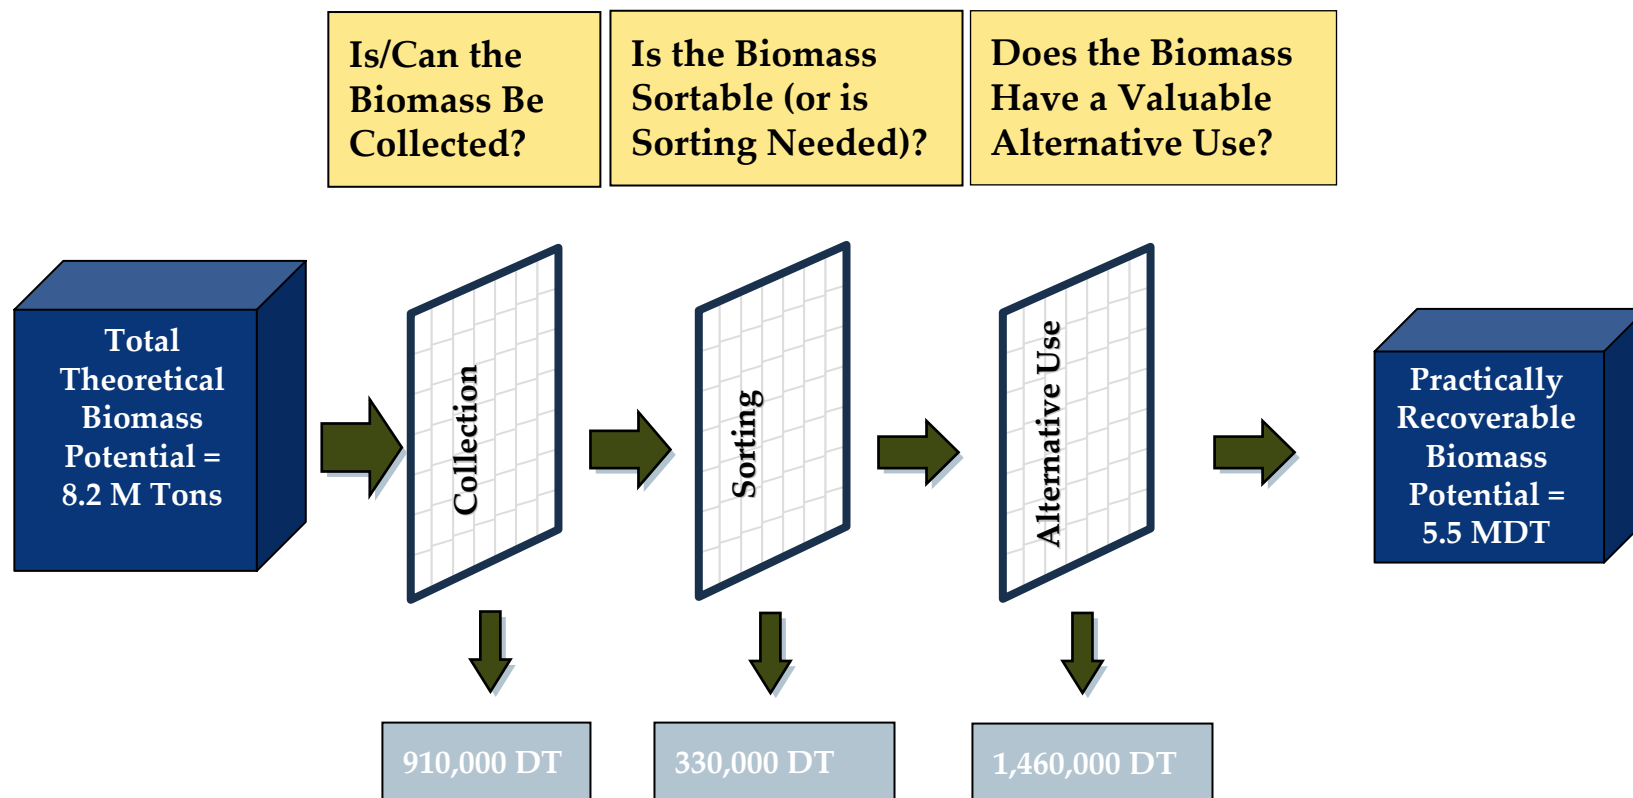 Is/Can the
Biomass Be
Collected?
Is the Biomass
Sortable (or is
Sorting Needed)?
Does the Biomass
Have a Valuable
Alternative Use?
Total
Theoretical
Biomass
Potential =
8.2 M Tons
Collection
Sorting
Alternative Use
Practically
Recoverable
Biomass
Potential =
5.5 MDT
910,000 DT
330,000 DT
1,460,000 DT